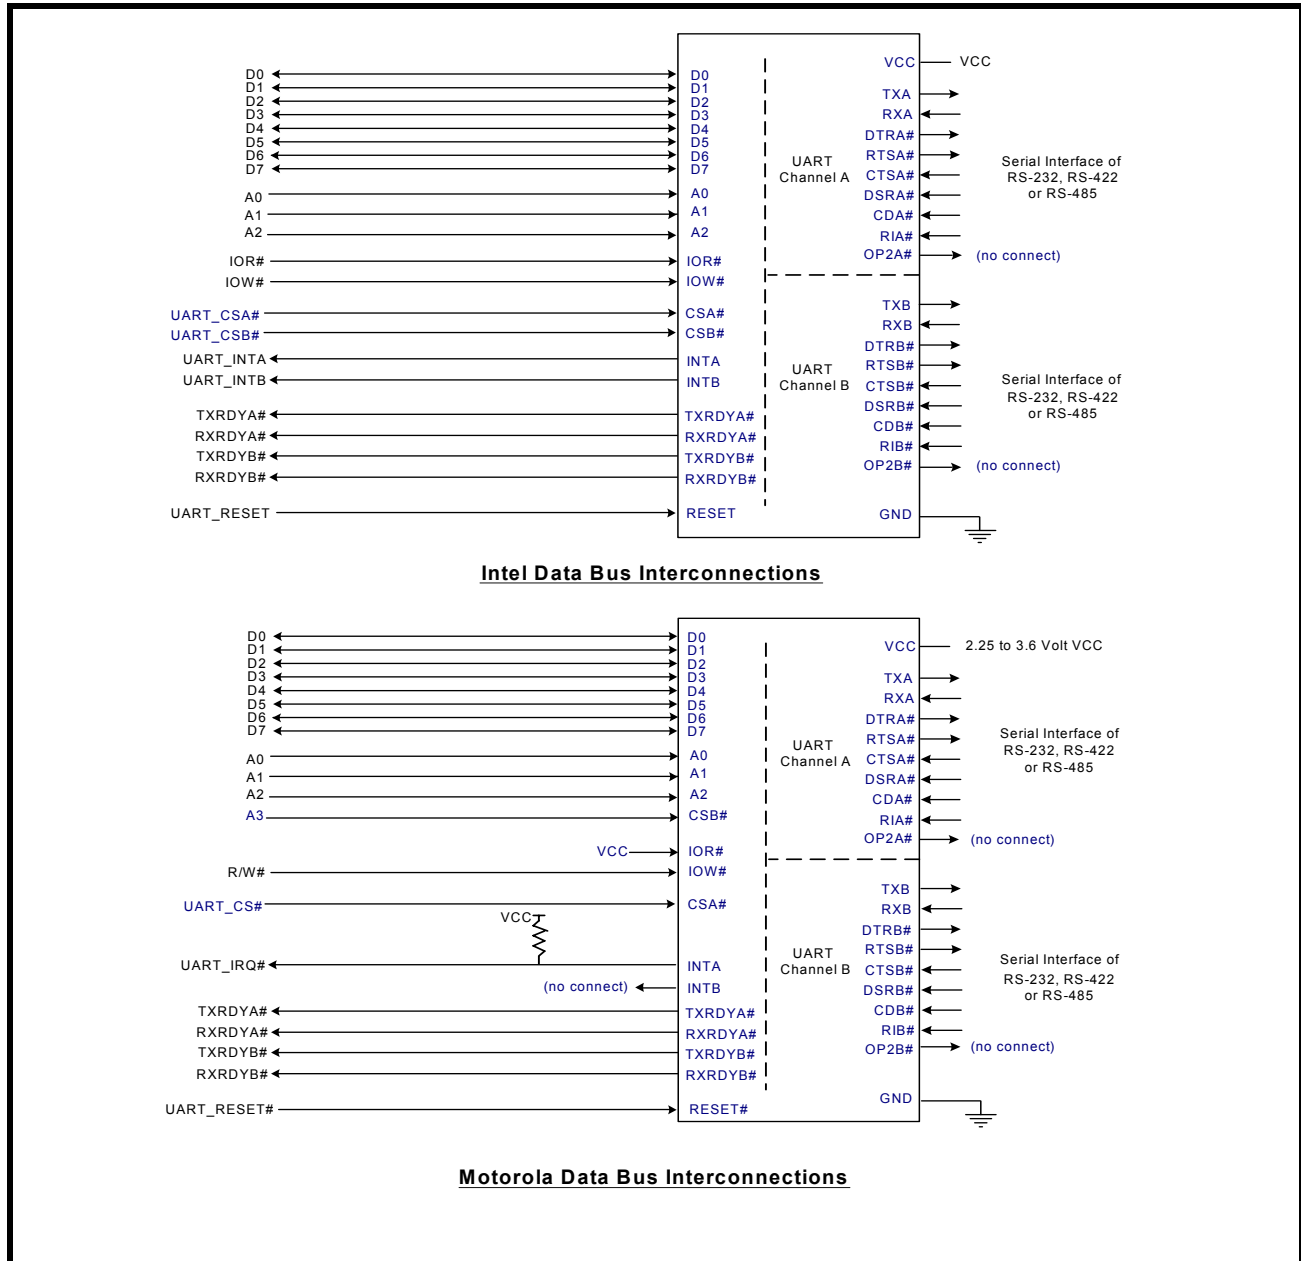 D0 D0
D1 D1
D2 D2
D3 D3
D4 D4
D5 D5
D6 D6
D7 D7
A0 A0
A1 A1
A2 A2
IOR# IOR#
IOW# IOW#
UART_CSA# CSA#
UART_CSB# CSB#
UART_INTA INTA
UART_INTB INTB
TXRDYA# TXRDYA#
RXRDYA# RXRDYA#
TXRDYB# TXRDYB#
RXRDYB# RXRDYB#
UART_RESET RESET
UART
Channel A
UART
Channel B
VCC VCC
TXA
RXA
DTRA#
RTSA#
CTSA#
DSRA#
CDA#
RIA#
OP2A# (no connect)
Serial Interface of
RS-232, RS-422
or RS-485
TXB
RXB
DTRB#
RTSB#
CTSB#
DSRB#
CDB#
RIB#
OP2B# (no connect)
Serial Interface of
RS-232, RS-422
or RS-485
GND
Intel Data Bus Interconnections
D0 D0
D1 D1
D2 D2
D3 D3
D4 D4
D5 D5
D6 D6
D7 D7
A0 A0
A1 A1
A2 A2
A3 CSB#
VCC IOR#
R/W# IOW#
UART_CS# CSA#
VCC
UART_IRQ# INTA
(no connect) INTB
TXRDYA# TXRDYA#
RXRDYA# RXRDYA#
TXRDYB# TXRDYB#
RXRDYB# RXRDYB#
UART_RESET# RESET#
UART
Channel A
UART
Channel B
VCC 2.25 to 3.6 Volt VCC
TXA
RXA
DTRA#
RTSA#
CTSA#
DSRA#
CDA#
RIA#
OP2A# (no connect)
Serial Interface of
RS-232, RS-422
or RS-485
TXB
RXB
DTRB#
RTSB#
CTSB#
DSRB#
CDB#
RIB#
OP2B# (no connect)
Serial Interface of
RS-232, RS-422
or RS-485
GND
Motorola Data Bus Interconnections